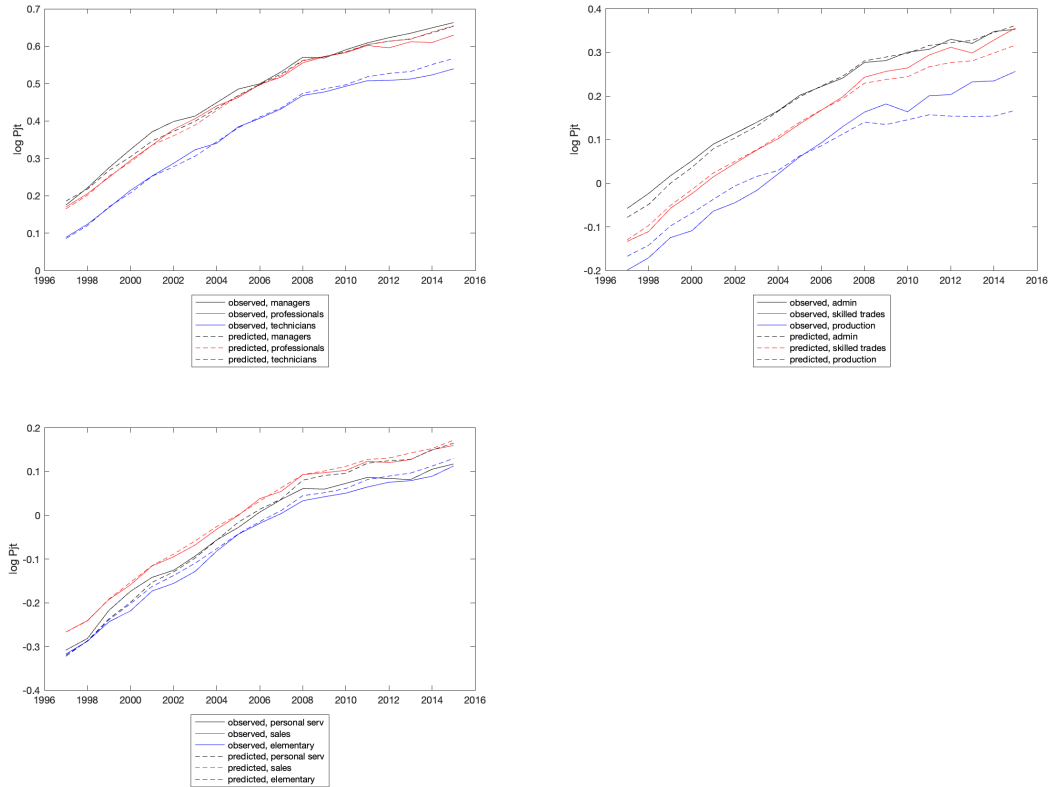 0.7
0.6
0.5
0.4
0.3
0.2
0.1
0
log Pjt
1996 1998 2000 2002 2004 2006 2008 2010 2012 2014 2016
observed, managers
observed, professionals
observed, technicians
predicted, managers
predicted, professionals
predicted, technicians
0.4
0.3
0.2
0.1
0
-0.1
-0.2
log Pjt
1996 1998 2000 2002 2004 2006 2008 2010 2012 2014 2016
observed, admin
observed, skilled trades
observed, production
predicted, admin
predicted, skilled trades
predicted, production
0.2
0.1
0
-0.1
-0.2
-0.3
-0.4
log Pjt
1996 1998 2000 2002 2004 2006 2008 2010 2012 2014 2016
observed, personal serv
observed, sales
observed, elementary
predicted, personal serv
predicted, sales
predicted, elementary